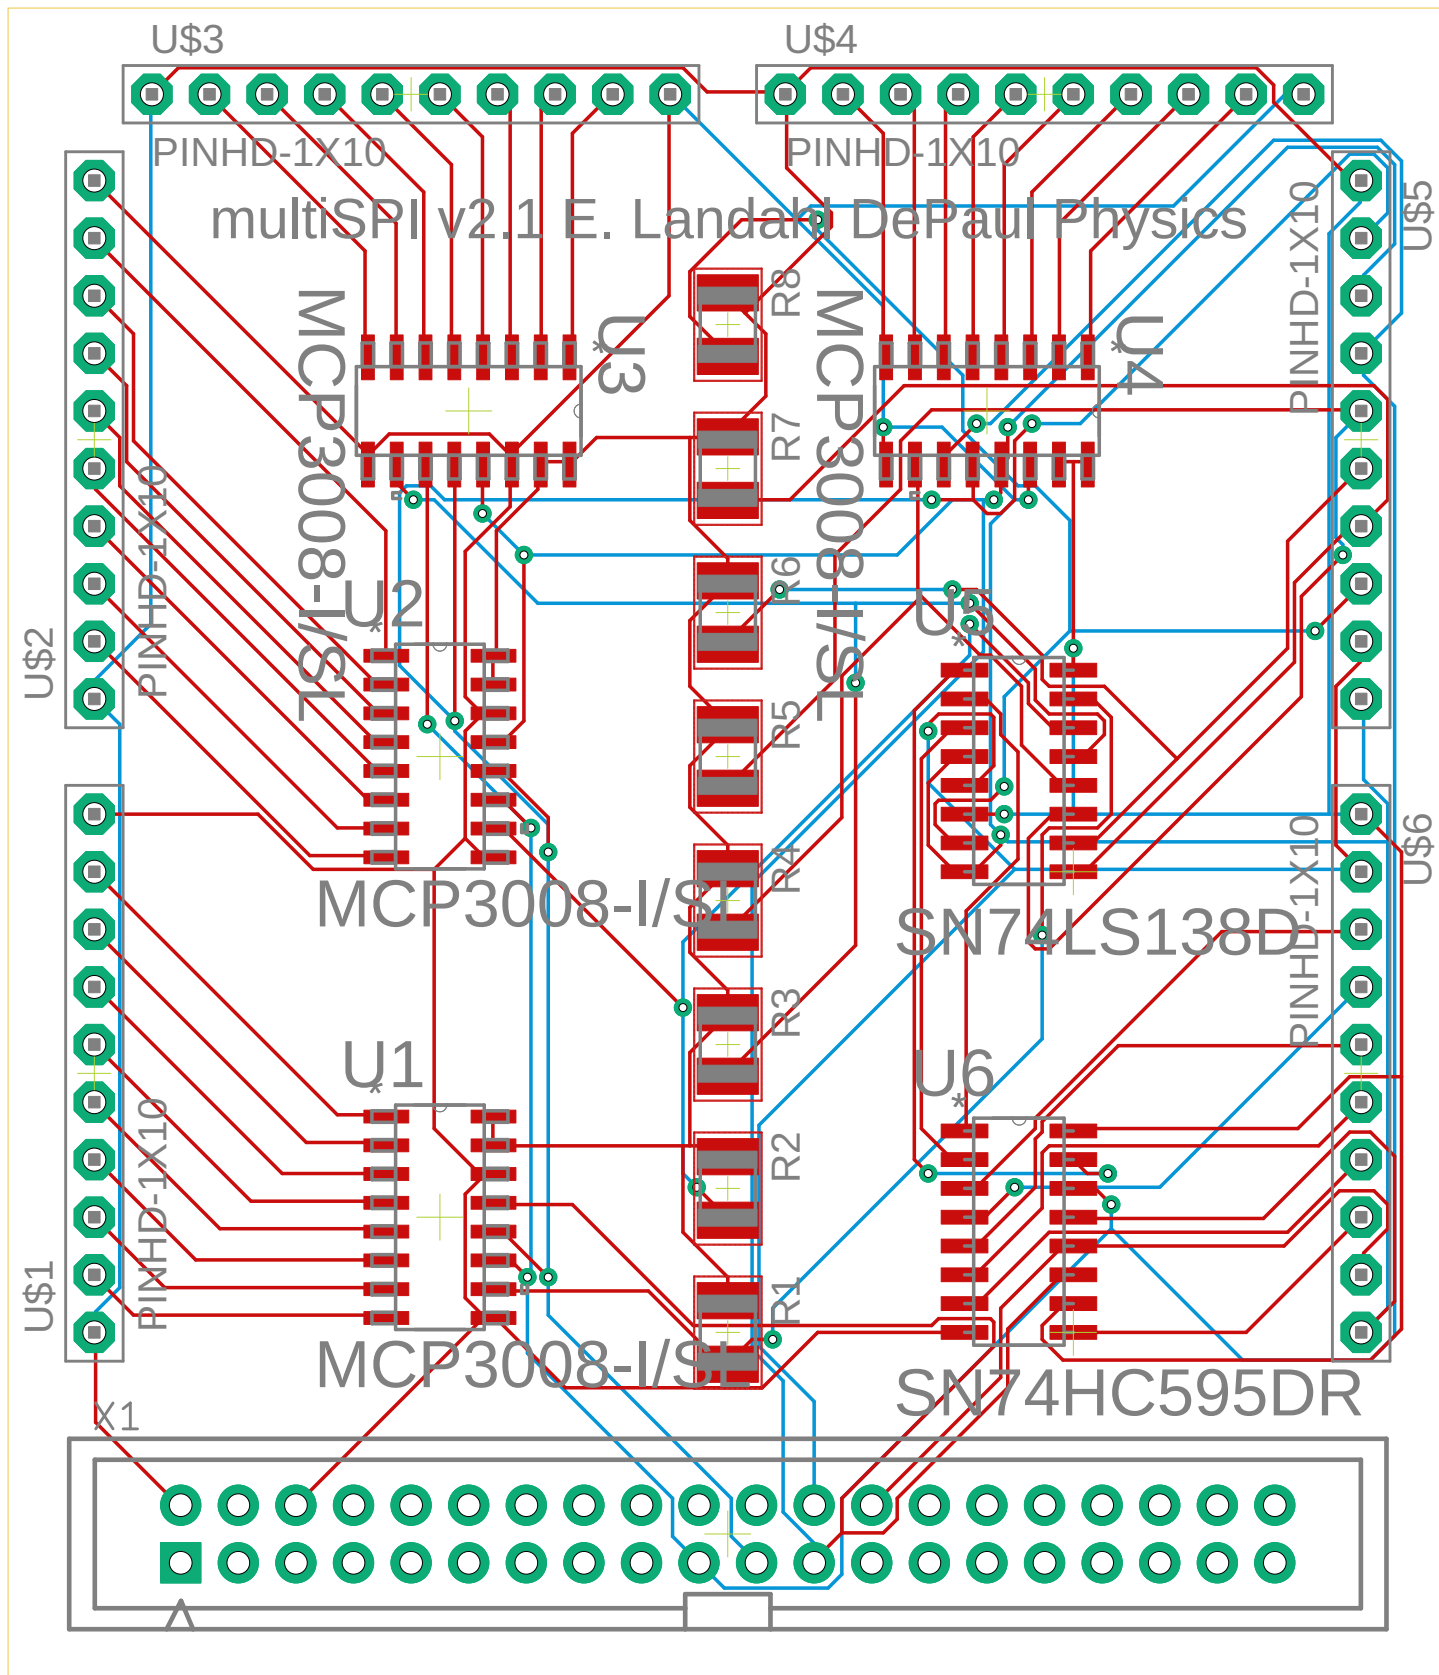 U$3
U$4
PINHD-1X10
PINHD-1X10
multiSPI v2.1 E. Landahl DePaul Physics
U$5
PINHD-1X10
R8
MCP3008-I/SL
*
U3
MCP3008-I/SL
*
U4
R7
PINHD-1X10
U$2
U2
*
R6
U5
*
R5
R4
MCP3008-I/SL
SN74LS138D
PINHD-1X10
U$6
R3
U1
*
U6
*
PINHD-1X10
U$1
R2
R1
MCP3008-I/SL
SN74HC595DR
X1